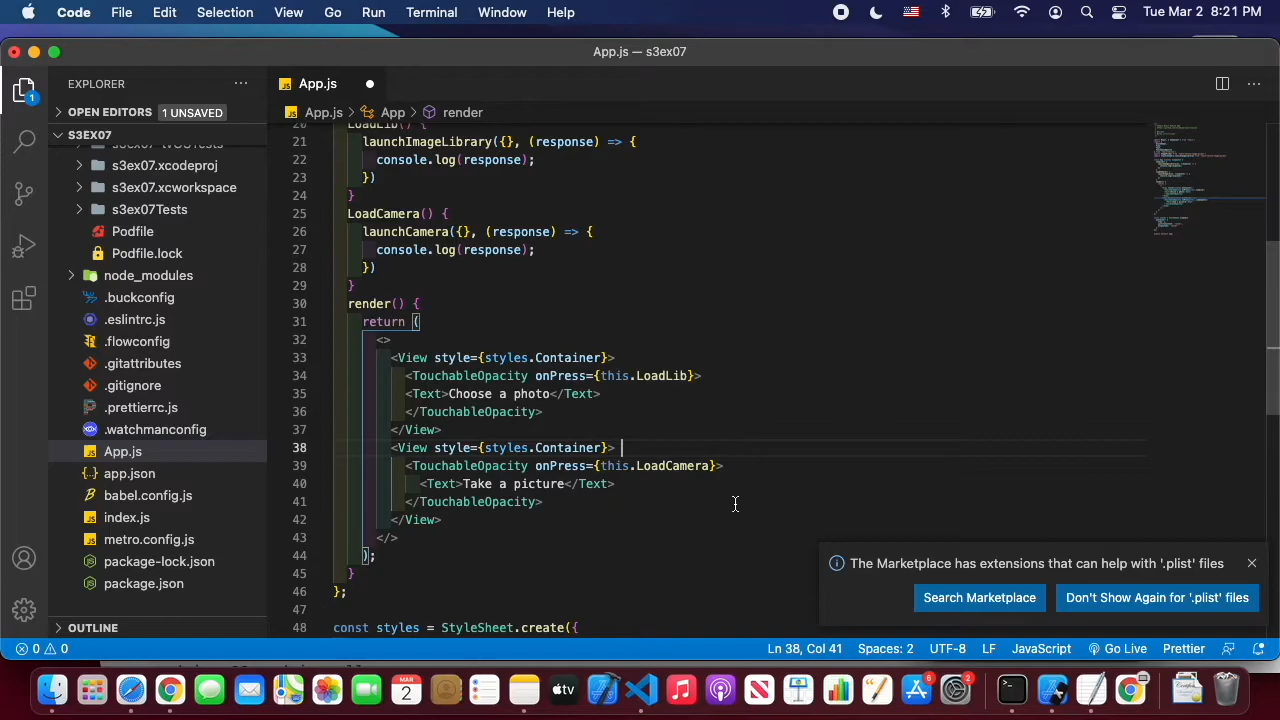 Code File Edit Selection View Go Run Terminal Window Help Tue Mar 2 8:21 PM
App.js — s3ex07
EXPLORER
App.js
OPEN EDITORS 1 UNSAVED
App.js > App > render
S3EX07
s3ex07.xcodeproj
s3ex07.xcworkspace
s3ex07Tests
Podfile
Podfile.lock
node_modules
.buckconfig
.eslintrc.js
.flowconfig
.gitattributes
.gitignore
.prettierrc.js
.watchmanconfig
App.js
app.json
babel.config.js
index.js
metro.config.js
package-lock.json
package.json
OUTLINE
20 LoadLib() {
21 launchImageLibrary({}, (response) => {
22 console.log(response);
23 })
24 }
25 LoadCamera() {
26 launchCamera({}, (response) => {
27 console.log(response);
28 })
29 }
30 render() {
31 return (
32 <>
33 <View style={styles.Container}>
34 <TouchableOpacity onPress={this.LoadLib}>
35 <Text>Choose a photo</Text>
36 </TouchableOpacity>
37 </View>
38 <View style={styles.Container}>
39 <TouchableOpacity onPress={this.LoadCamera}>
40 <Text>Take a picture</Text>
41 </TouchableOpacity>
42 </View>
43 </>
44 );
45 }
46 };
47
48 const styles = StyleSheet.create({
The Marketplace has extensions that can help with '.plist' files
Search Marketplace Don't Show Again for '.plist' files
0 0 Ln 38, Col 41 Spaces: 2 UTF-8 LF JavaScript Go Live Prettier